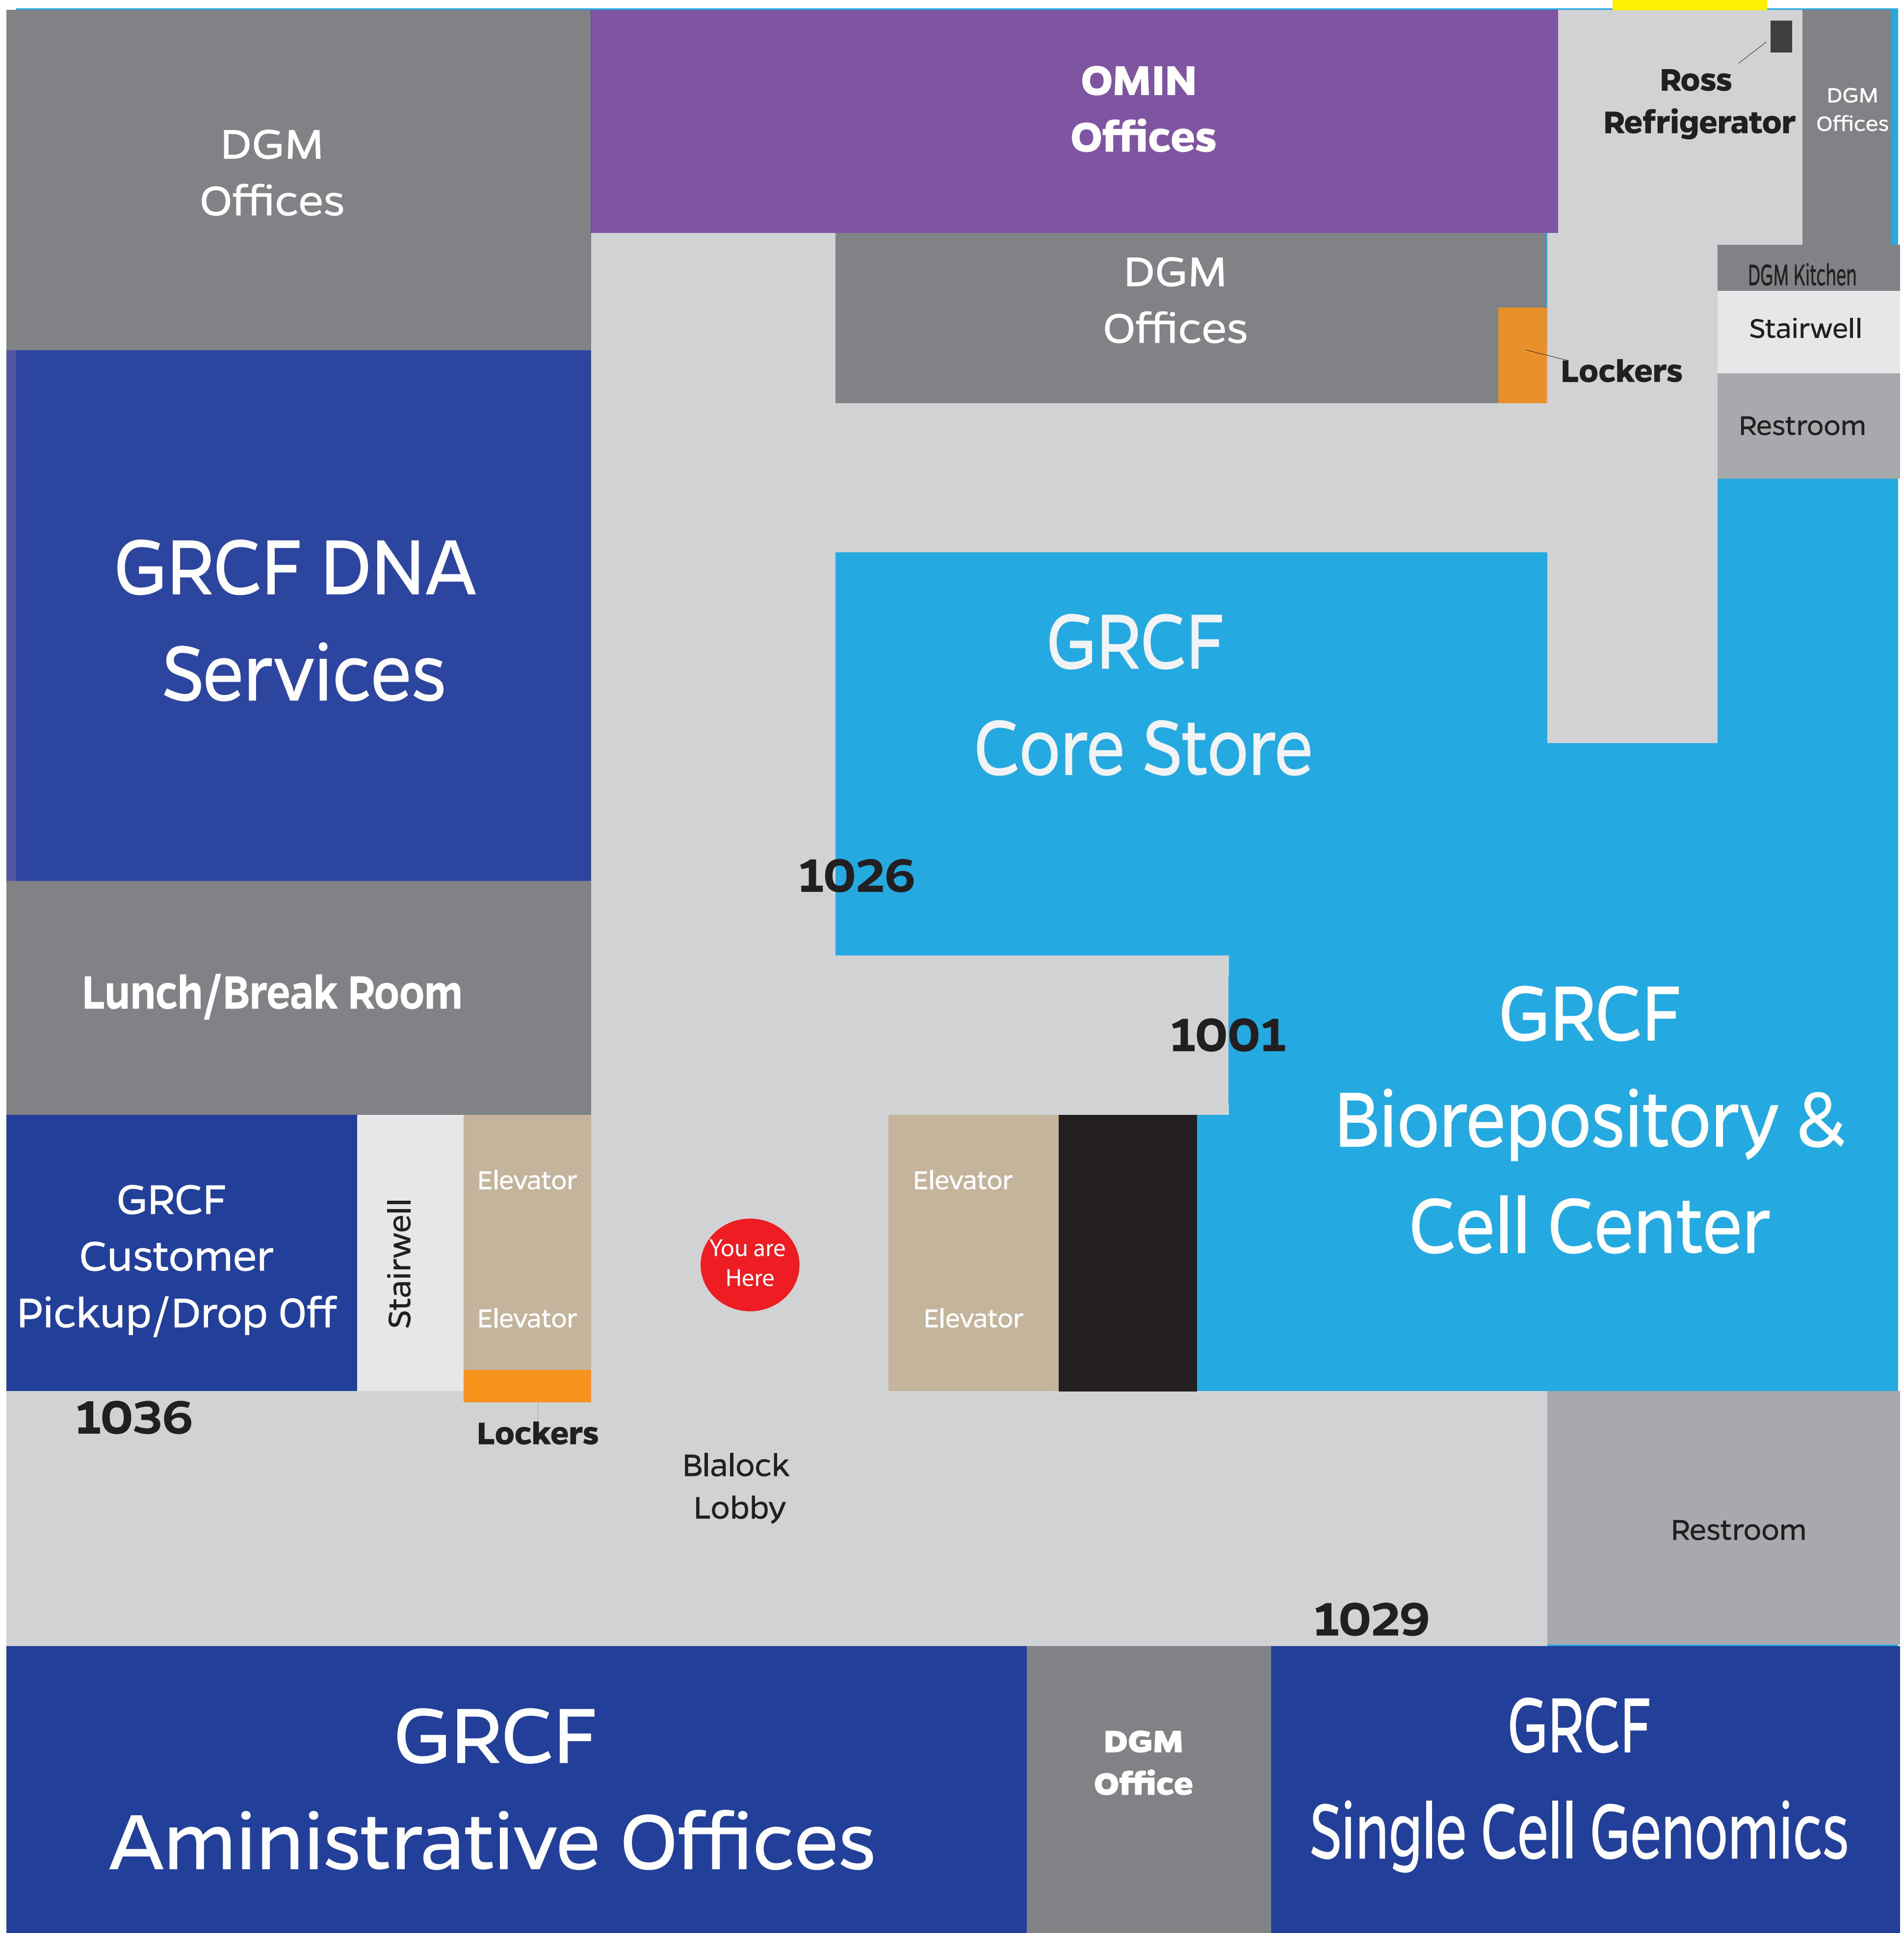 OMIN
Offices
Ross
Refrigerator
DGM
Offices
DGM
Offices
DGM
Offices
DGM Kitchen
Stairwell
Lockers
Restroom
GRCF DNA
Services
GRCF
Core Store
1026
Lunch/Break Room
1001
GRCF
Biorepository &
Cell Center
GRCF
Customer
Pickup/Drop Off
Stairwell
Elevator
Elevator
You are
Here
Elevator
Elevator
1036
Lockers
Blalock
Lobby
Restroom
1029
GRCF
Aministrative Offices
DGM
Office
GRCF
Single Cell Genomics